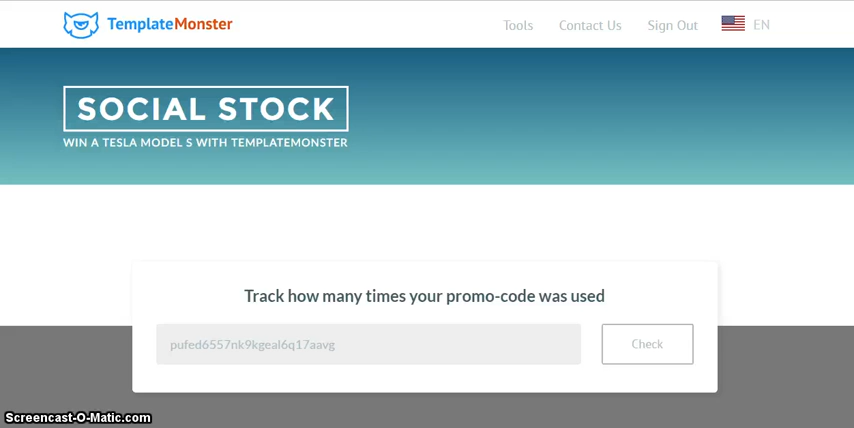 TemplateMonster
Tools
Contact Us
Sign Out
EN
SOCIAL STOCK
WIN A TESLA MODEL S WITH TEMPLATEMONSTER
Track how many times your promo-code was used
pufed6557nk9kgeal6q17aavg
Check
Screencast-O-Matic.com